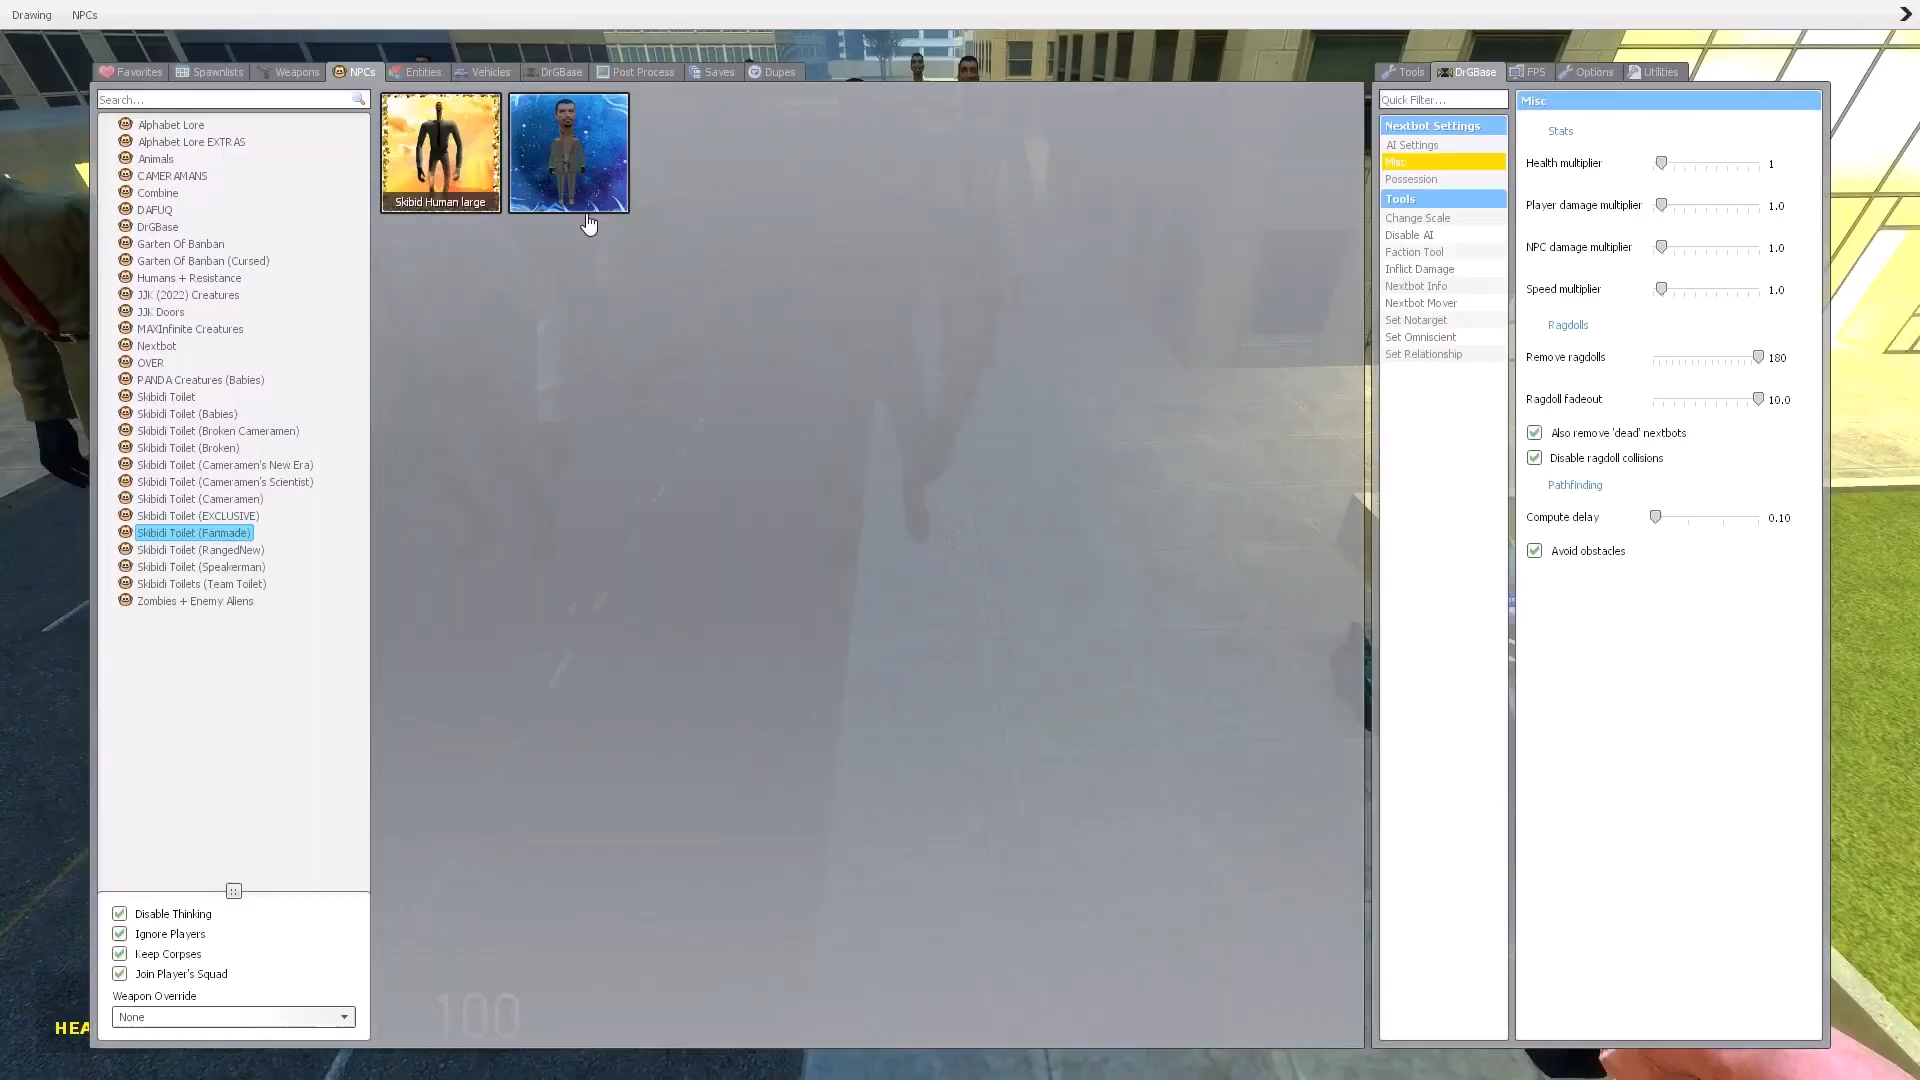 Drawing NPCs
Favorites Spawnlists Weapons NPCs Entities Vehicles DrGBase Post Process Saves Dupes
Search...
Alphabet Lore
Alphabet Lore EXTRAS
Animals
CAMERAMANS
Combine
DAFUQ
DrGBase
Garten Of Banban
Garten Of Banban (Cursed)
Humans + Resistance
JJK (2022) Creatures
JJK Doors
MAXInfinite Creatures
Nextbot
OVER
PANDA Creatures (Babies)
Skibidi Toilet
Skibidi Toilet (Babies)
Skibidi Toilet (Broken Cameramen)
Skibidi Toilet (Broken)
Skibidi Toilet (Cameramen's New Era)
Skibidi Toilet (Cameramen's Scientist)
Skibidi Toilet (Cameramen)
Skibidi Toilet (EXCLUSIVE)
Skibidi Toilet (Fanmade)
Skibidi Toilet (RangedNew)
Skibidi Toilet (Speakerman)
Skibidi Toilets (Team Toilet)
Zombies + Enemy Aliens
Disable Thinking
Ignore Players
Keep Corpses
Join Player's Squad
Weapon Override
None
HEA
Skibid Human large
100
Tools DrGBase FPS Options Utilities
Quick Filter...
Nextbot Settings
AI Settings
Misc
Possession
Tools
Change Scale
Disable AI
Faction Tool
Inflict Damage
Nextbot Info
Nextbot Mover
Set Notarget
Set Omniscient
Set Relationship
Misc
Stats
Health multiplier 1
Player damage multiplier 1.0
NPC damage multiplier 1.0
Speed multiplier 1.0
Ragdolls
Remove ragdolls 180
Ragdoll fadeout 10.0
Also remove 'dead' nextbots
Disable ragdoll collisions
Pathfinding
Compute delay 0.10
Avoid obstacles